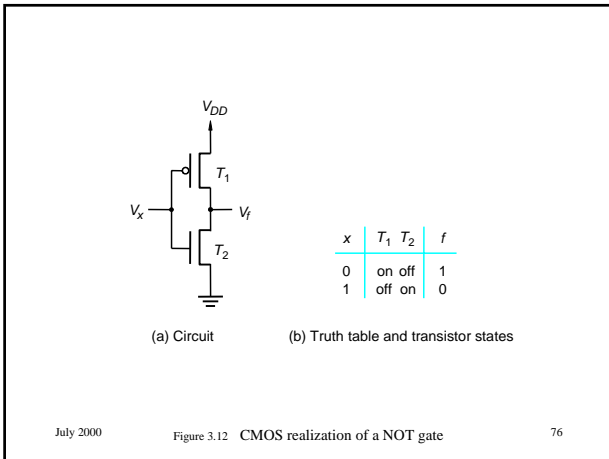 V_DD
T_1
V_x V_f
T_2
x T_1 T_2 f
0 on off 1
1 off on 0
(a) Circuit (b) Truth table and transistor states
July 2000 Figure 3.12 CMOS realization of a NOT gate 76